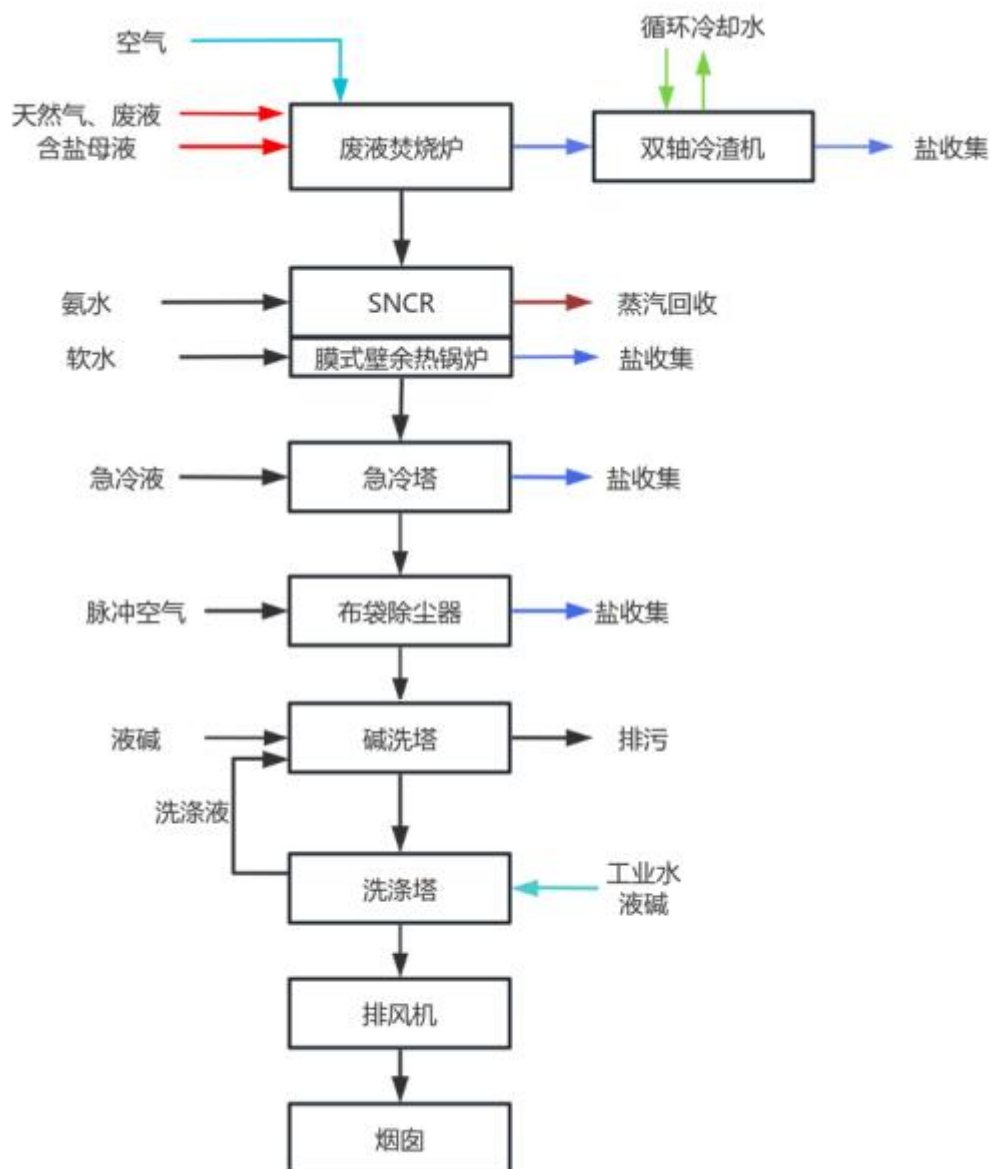 空气
循环冷却水
天然气、废液
含盐母液
废液焚烧炉
双轴冷渣机
盐收集
氨水
SNCR
蒸汽回收
软水
膜式壁余热锅炉
盐收集
急冷液
急冷塔
盐收集
脉冲空气
布袋除尘器
盐收集
液碱
碱洗塔
排污
洗涤液
洗涤塔
工业水
液碱
排风机
烟囱